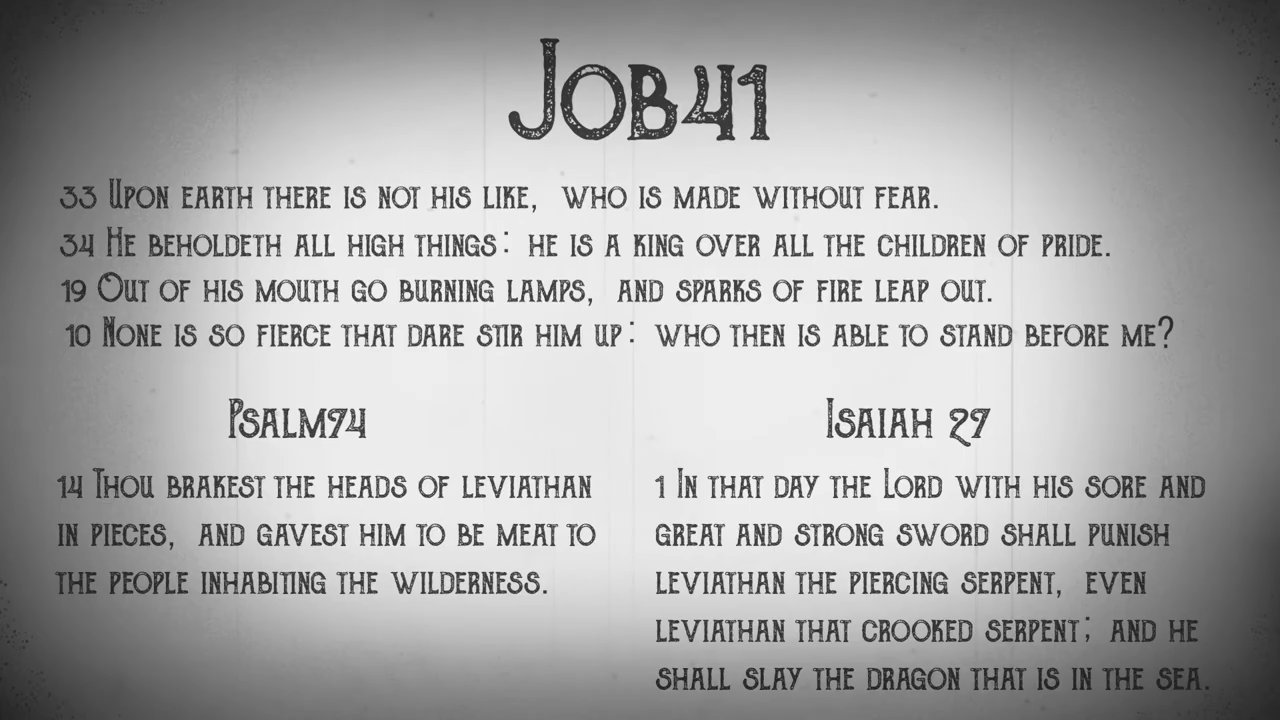 Job41
33 Upon earth there is not his like, who is made without fear.
34 He beholdeth all high things: he is a king over all the children of pride.
19 Out of his mouth go burning lamps, and sparks of fire leap out.
10 None is so fierce that dare stir him up: who then is able to stand before me?
Psalm74
14 Thou brakest the heads of leviathan
in pieces, and gavest him to be meat to
the people inhabiting the wilderness.
Isaiah 27
1 In that day the Lord with his sore and
great and strong sword shall punish
leviathan the piercing serpent, even
leviathan that crooked serpent; and he
shall slay the dragon that is in the sea.